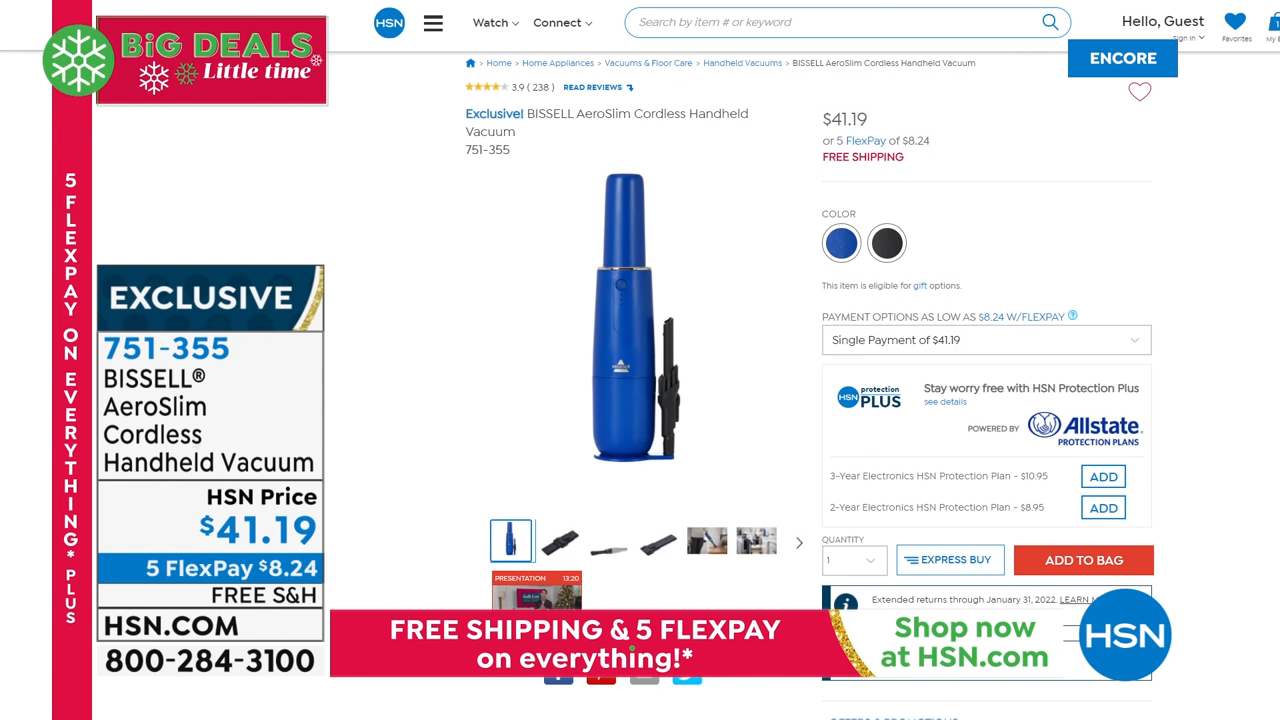 BiG DEALS
Little time
5 FLEXPAY ON EVERYTHING* PLUS
EXCLUSIVE
751-355
BISSELL®
AeroSlim
Cordless
Handheld Vacuum
HSN Price
$41.19
5 FlexPay $8.24
FREE S&H
HSN.COM
800-284-3100
HSN
Watch
Connect
Search by item # or keyword
Hello, Guest
Sign In
Favorites
My
1
ENCORE
Home > Home Appliances > Vacuums & Floor Care > Handheld Vacuums > BISSELL AeroSlim Cordless Handheld Vacuum
3.9 ( 238 ) READ REVIEWS
Exclusive! BISSELL AeroSlim Cordless Handheld
Vacuum
751-355
BISSELL
PRESENTATION 13:20
$41.19
or 5 FlexPay of $8.24
FREE SHIPPING
COLOR
This item is eligible for gift options.
PAYMENT OPTIONS AS LOW AS $8.24 W/FLEXPAY ?
Single Payment of $41.19
HSN protection PLUS
Stay worry free with HSN Protection Plus
see details
POWERED BY Allstate
PROTECTION PLANS
3-Year Electronics HSN Protection Plan - $10.95 ADD
2-Year Electronics HSN Protection Plan - $8.95 ADD
QUANTITY
1
EXPRESS BUY
ADD TO BAG
Extended returns through January 31, 2022. LEARN
FREE SHIPPING & 5 FLEXPAY
on everything!*
Shop now
at HSN.com
HSN